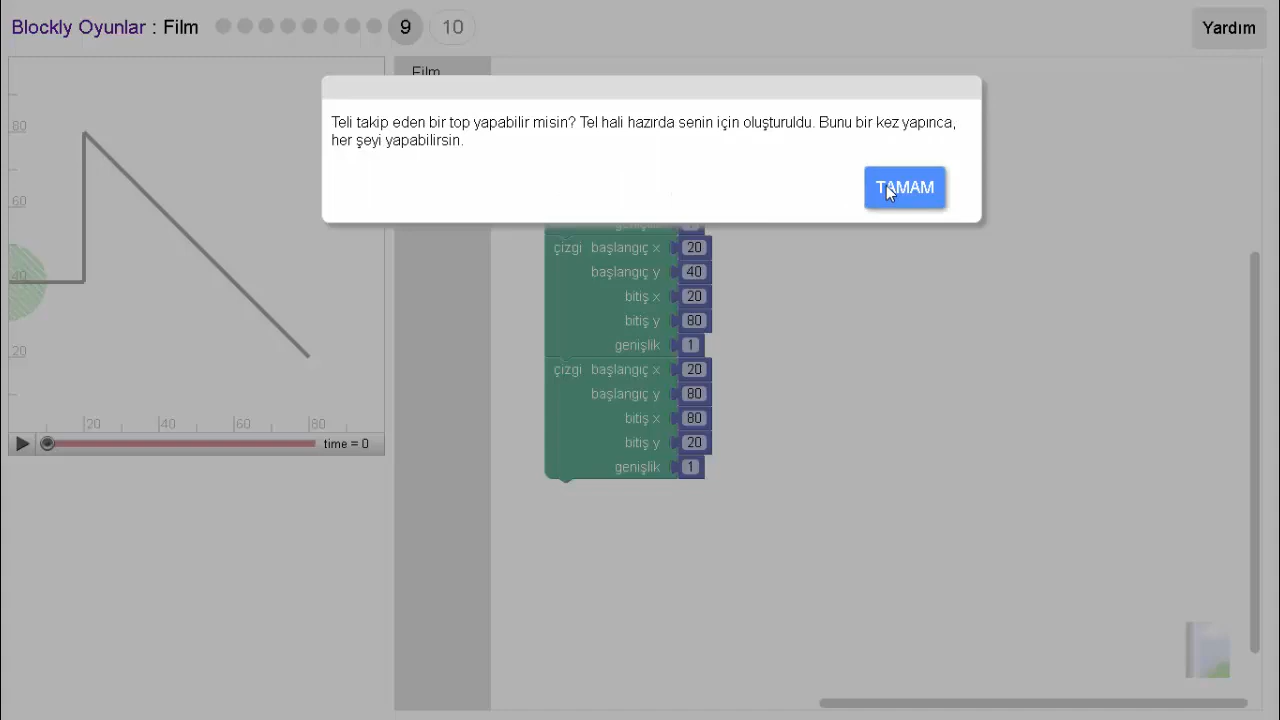 Blockly Oyunlar : Film
9
10
Yardım
Film
Teli takip eden bir top yapabilir misin? Tel hali hazırda senin için oluşturuldu. Bunu bir kez yapınca,
her şeyi yapabilirsin.
TAMAM
80
60
40
20
20 40 60 80
time = 0
genişlik 1
çizgi başlangıç x 20
başlangıç y 40
bitiş x 20
bitiş y 80
genişlik 1
çizgi başlangıç x 20
başlangıç y 80
bitiş x 80
bitiş y 20
genişlik 1